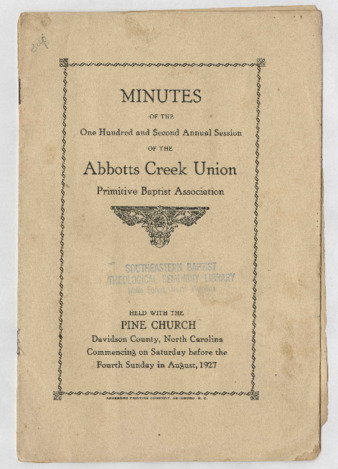 MINUTES
OF THE
One Hundred and Second Annual Session
OF THE
Abbotts Creek Union
Primitive Baptist Association
SOUTHEASTERN BAPTIST
THEOLOGICAL SEMINARY LIBRARY
HELD WITH THE
PINE CHURCH
Davidson County, North Carolina
Commencing on Saturday before the
Fourth Sunday in August, 1927
PRINTING COMPANY,